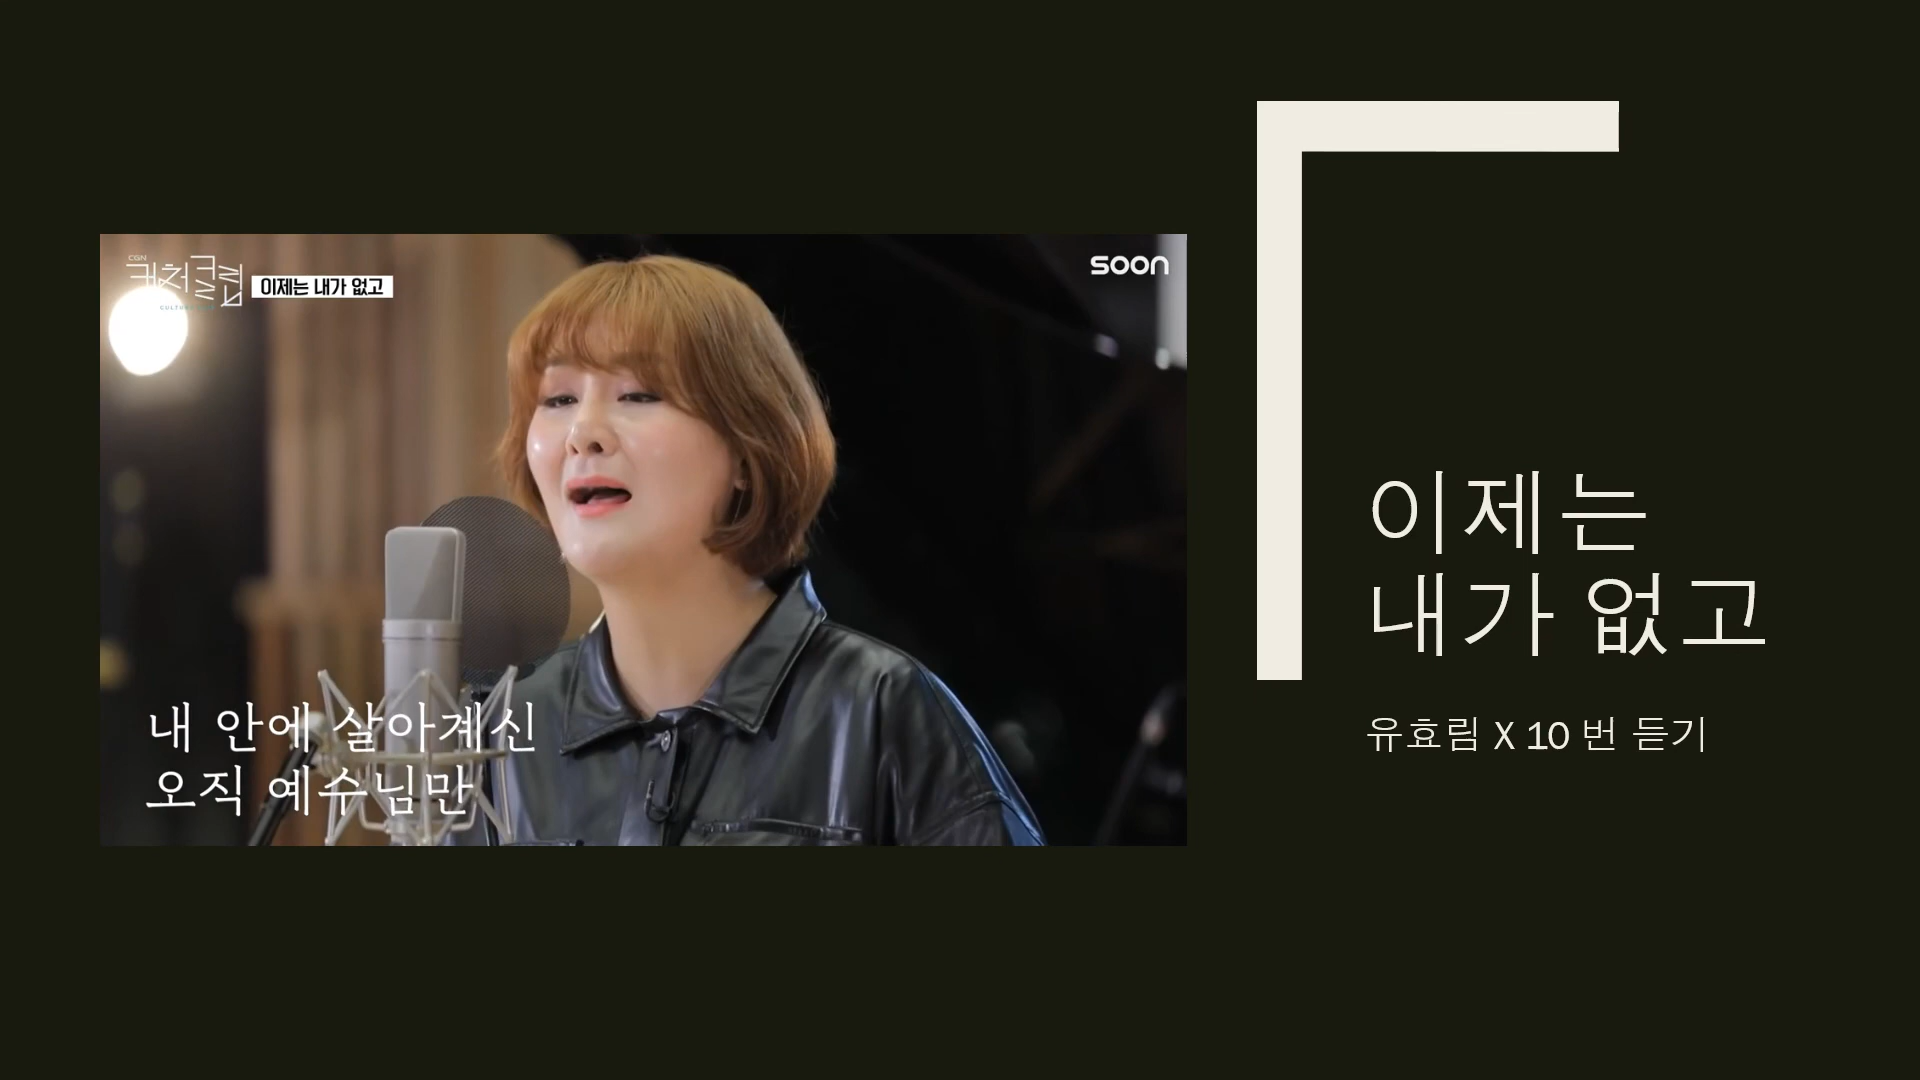 CGN
컬처클럽
이제는 내가 없고
soon
내 안에 살아계신
오직 예수님만
이제는
내가 없고
유효림 X 10 번 듣기